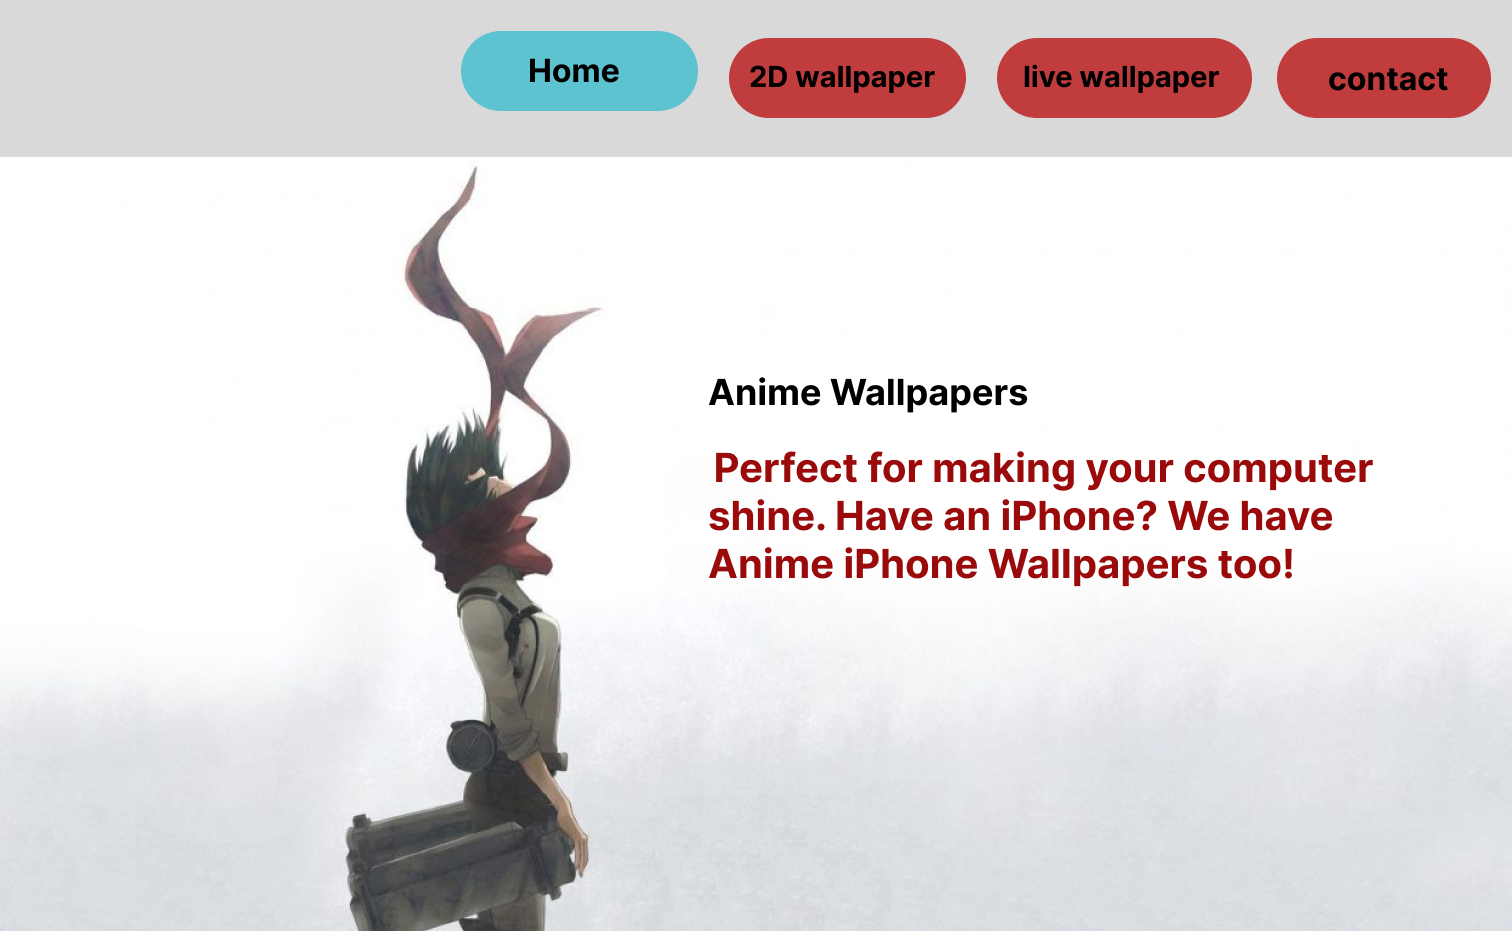 Home
2D wallpaper
live wallpaper
contact
Anime Wallpapers
Perfect for making your computer
shine. Have an iPhone? We have
Anime iPhone Wallpapers too!